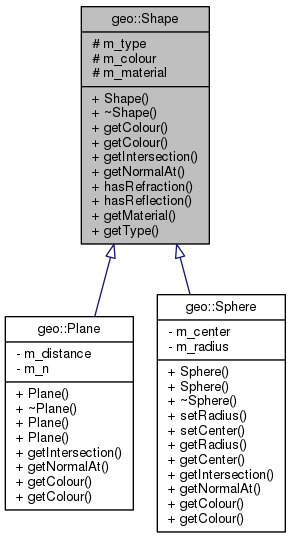 geo::Shape
# m_type
# m_colour
# m_material
+ Shape()
+ ~Shape()
+ getColour()
+ getColour()
+ getIntersection()
+ getNormalAt()
+ hasRefraction()
+ hasReflection()
+ getMaterial()
+ getType()
geo::Plane
- m_distance
- m_n
+ Plane()
+ ~Plane()
+ Plane()
+ Plane()
+ getIntersection()
+ getNormalAt()
+ getColour()
+ getColour()
geo::Sphere
- m_center
- m_radius
+ Sphere()
+ Sphere()
+ ~Sphere()
+ setRadius()
+ setCenter()
+ getRadius()
+ getCenter()
+ getIntersection()
+ getNormalAt()
+ getColour()
+ getColour()